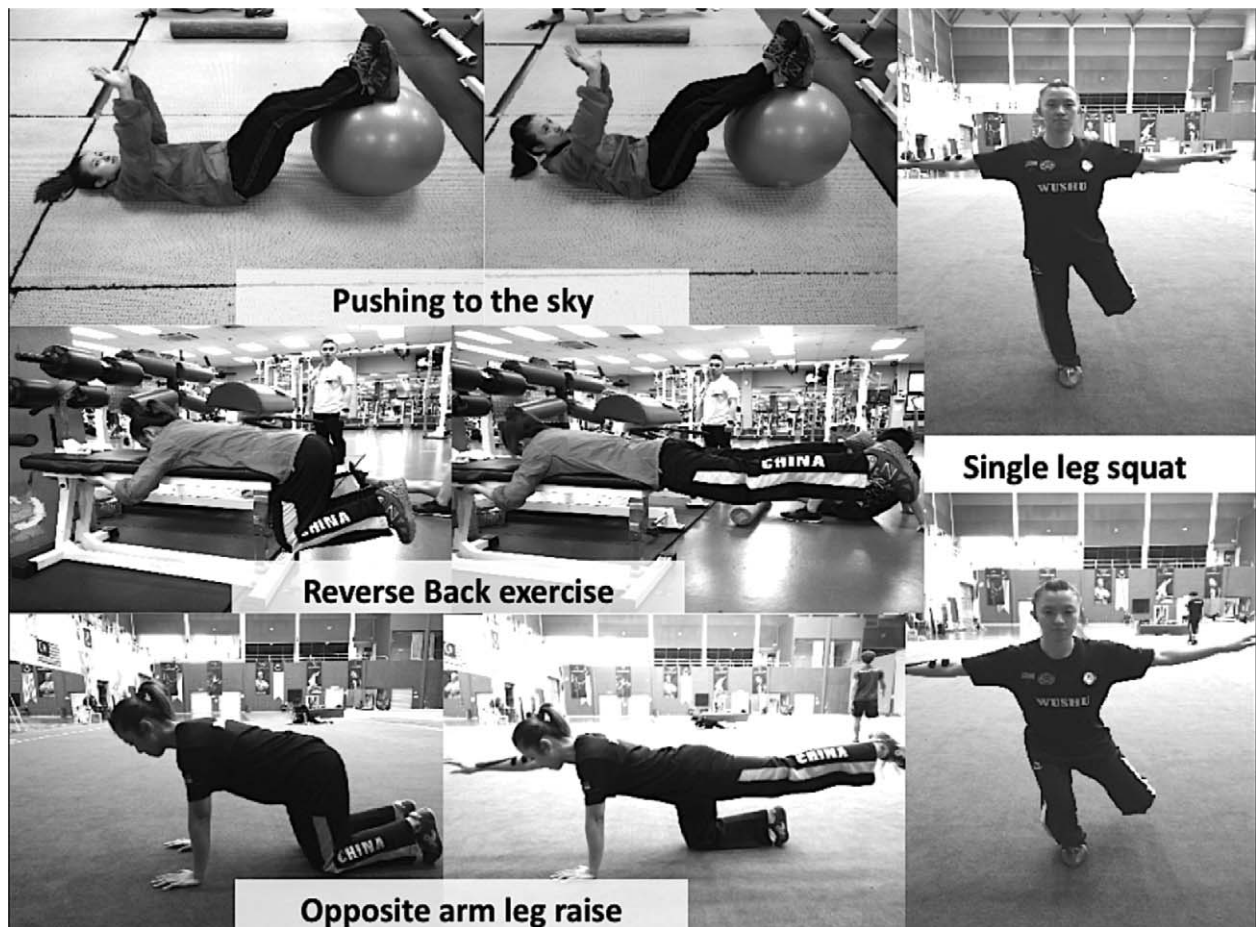 WUSHU
Pushing to the sky
CHINA
CHINA
Single leg squat
Reverse Back exercise
WUSHU
CHINA
CHINA
Opposite arm leg raise